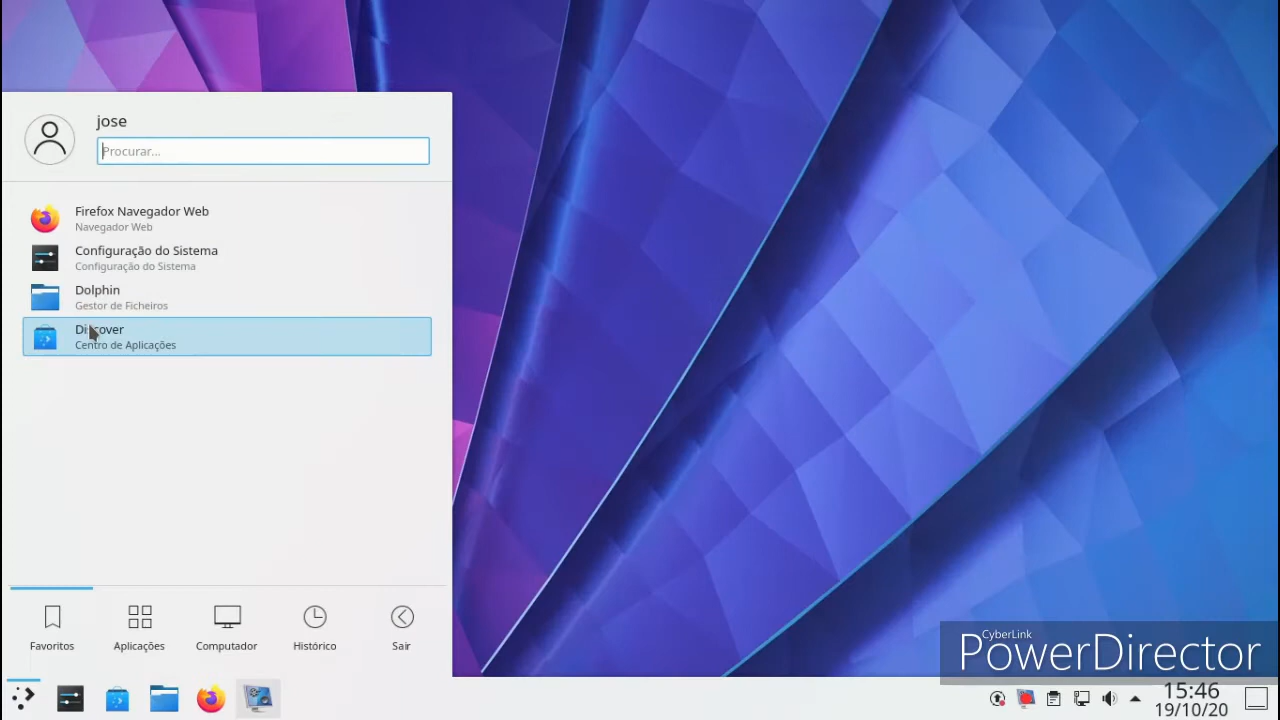 jose
Procurar...
Firefox Navegador Web
Navegador Web
Configuração do Sistema
Configuração do Sistema
Dolphin
Gestor de Ficheiros
Discover
Centro de Aplicações
Favoritos
Aplicações
Computador
Histórico
Sair
CyberLink
PowerDirector
15:46
19/10/20